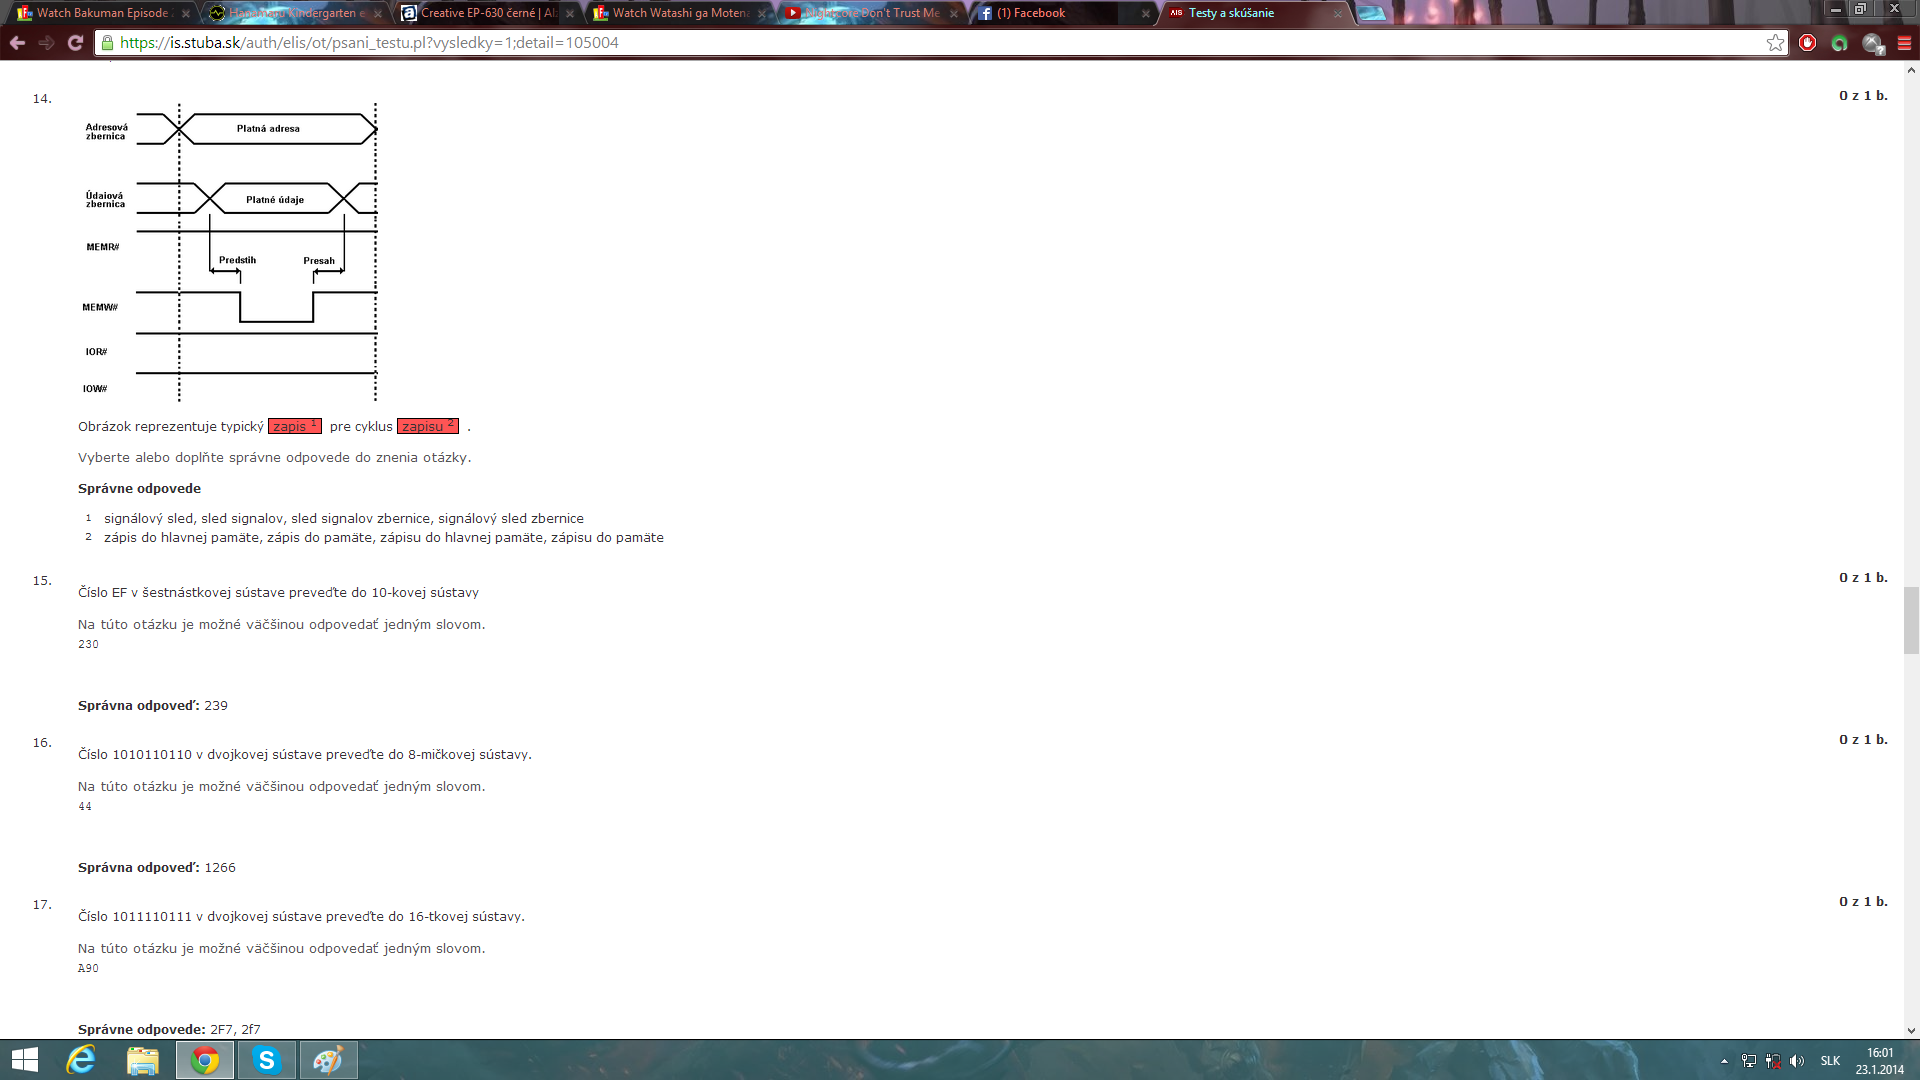 Watch Bakuman Episode 2
Hanamaru Kindergarten e
Creative EP-630 černé | Al
Watch Watashi ga Motena
Nightcore Don't Trust Me
(1) Facebook
AIS Testy a skúšanie
https://is.stuba.sk/auth/elis/ot/psani_testu.pl?vysledky=1;detail=105004
14.
0 z 1 b.
Adresová
zbernica
Platná adresa
Údaiová
zbernica
Platné údaje
MEMR#
Predstih
Presah
MEMW#
IOR#
IOW#
Obrázok reprezentuje typický zapis 1 pre cyklus zapisu 2 .
Vyberte alebo doplňte správne odpovede do znenia otázky.
Správne odpovede
1 signálový sled, sled signalov, sled signalov zbernice, signálový sled zbernice
2 zápis do hlavnej pamäte, zápis do pamäte, zápisu do hlavnej pamäte, zápisu do pamäte
15.
0 z 1 b.
Číslo EF v šestnástkovej sústave preveďte do 10-kovej sústavy
Na túto otázku je možné väčšinou odpovedať jedným slovom.
230
Správna odpoveď: 239
16.
0 z 1 b.
Číslo 1010110110 v dvojkovej sústave preveďte do 8-mičkovej sústavy.
Na túto otázku je možné väčšinou odpovedať jedným slovom.
44
Správna odpoveď: 1266
17.
0 z 1 b.
Číslo 1011110111 v dvojkovej sústave preveďte do 16-tkovej sústavy.
Na túto otázku je možné väčšinou odpovedať jedným slovom.
A90
Správne odpovede: 2F7, 2f7
SLK
16:01
23.1.2014